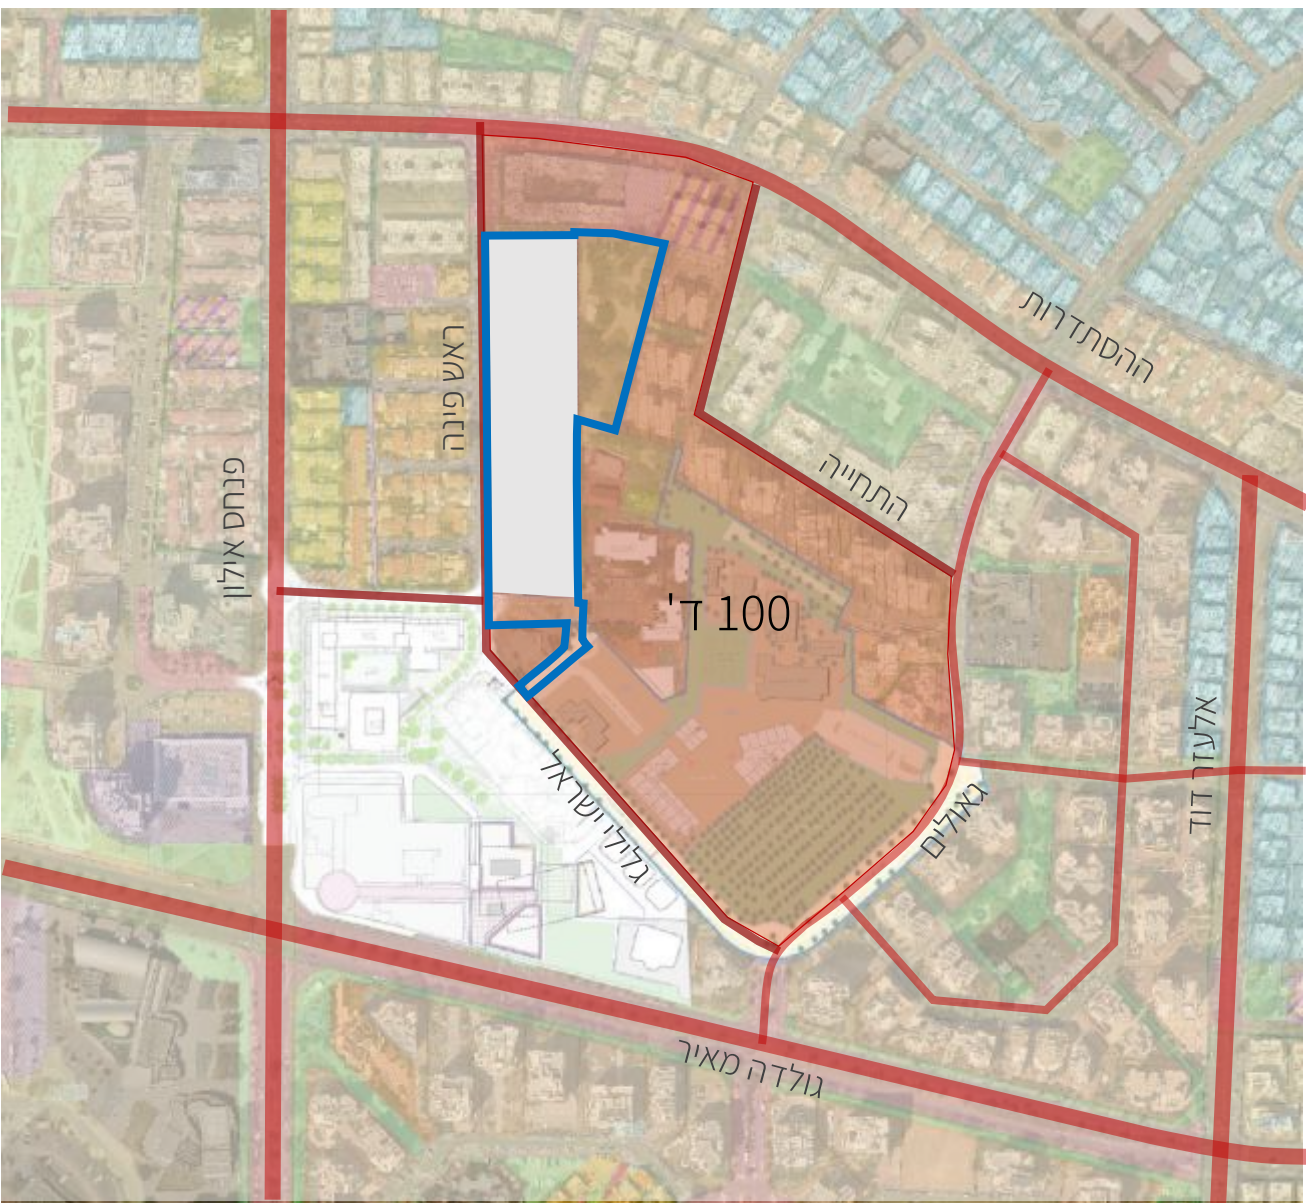 ההסתדרות
ראש פינה
התחייה
פנחס אילון
100 ד'
אלעזר דוד
גלילי ישראל
גאולים
גולדה מאיר